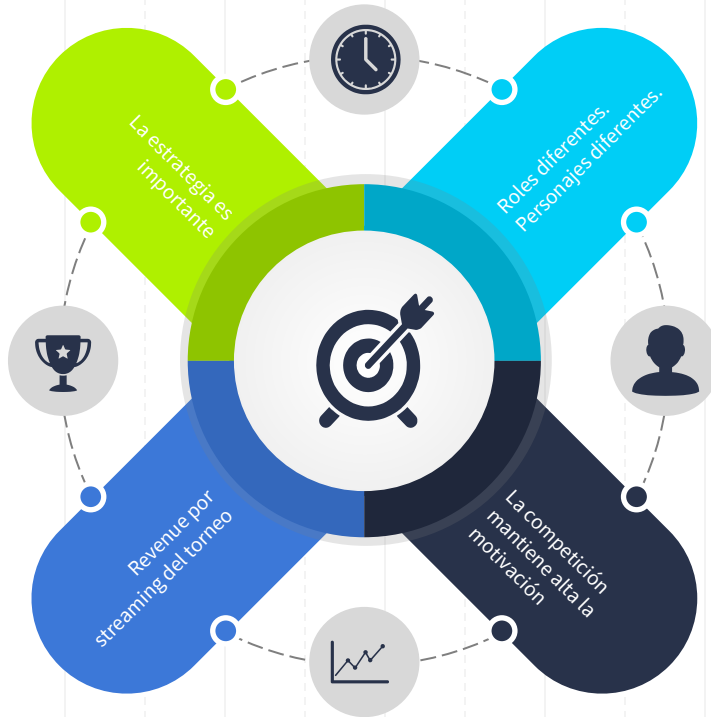 La estrategia es
importante
Roles diferentes.
Personajes diferentes.
Revenue por
streaming del torneo
La competición
mantiene alta la
motivación